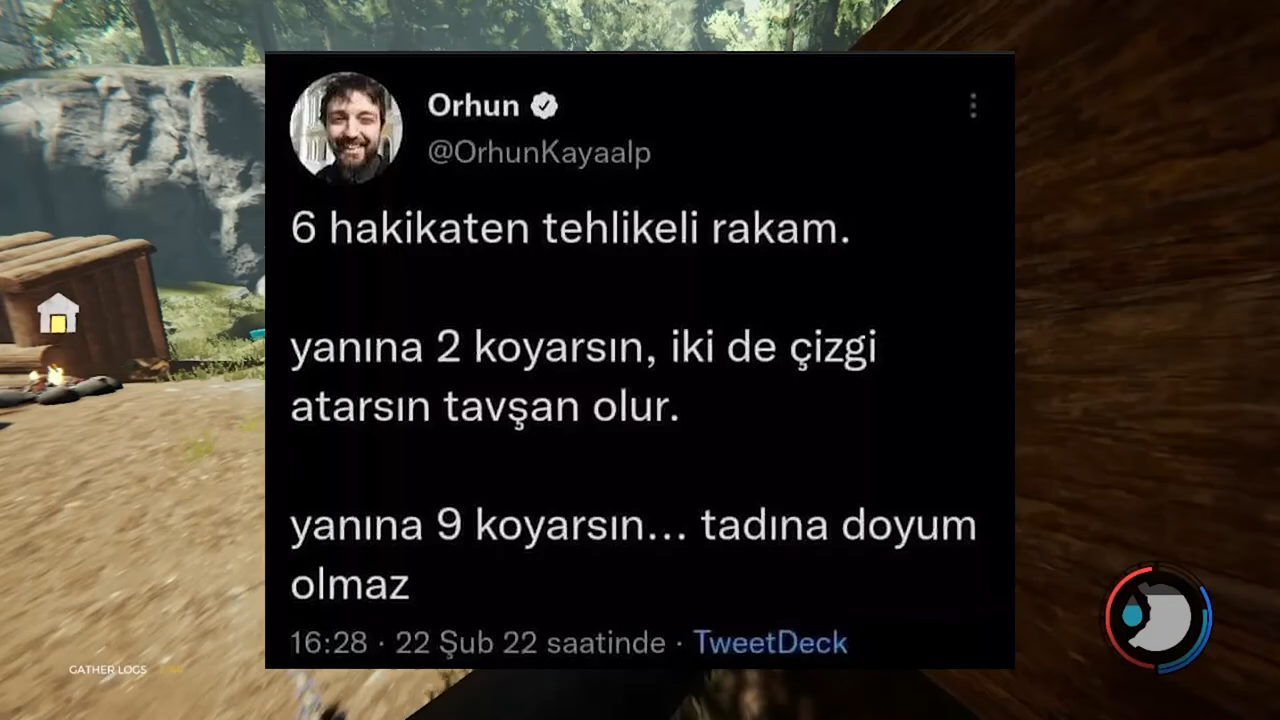 Orhun
@OrhunKayaalp
6 hakikaten tehlikeli rakam.
yanına 2 koyarsın, iki de çizgi
atarsın tavşan olur.
yanına 9 koyarsın... tadına doyum
olmaz
16:28 · 22 Şub 22 saatinde · TweetDeck
GATHER LOGS